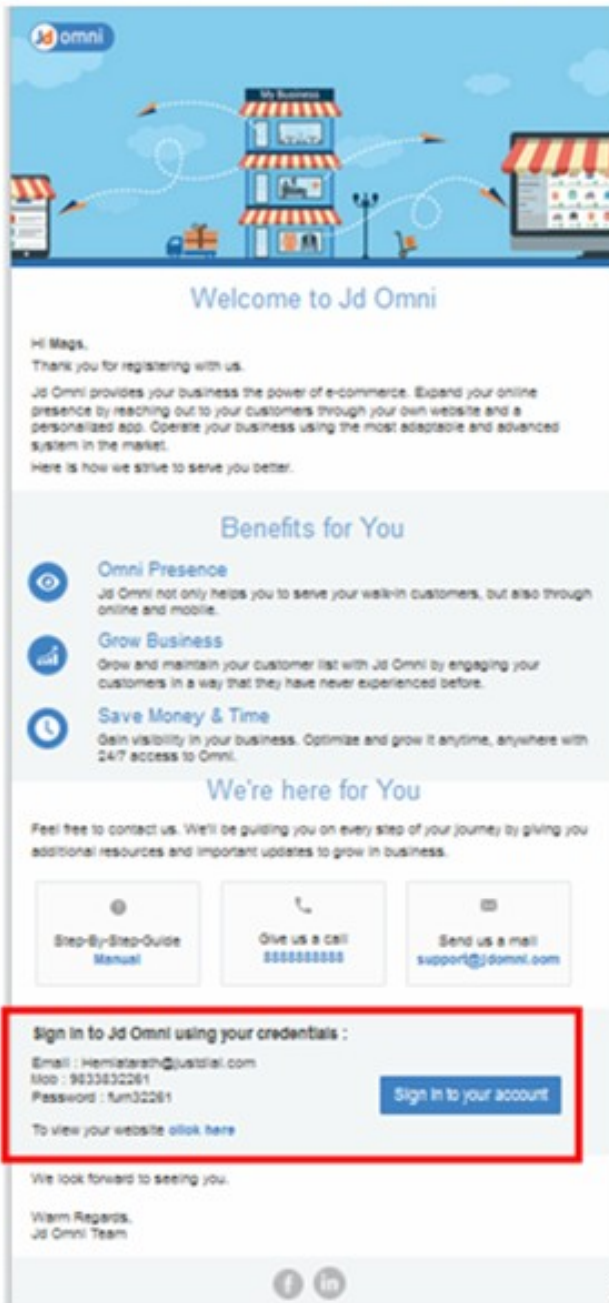 Jd omni
My Business
Welcome to Jd Omni
Hi Mags,
Thank you for registering with us.
Jd Omni provides your business the power of e-commerce. Expand your online
presence by reaching out to your customers through your own website and a
personalized app. Operate your business using the most adaptable and advanced
system in the market.
Here is how we strive to serve you better.
Benefits for You
Omni Presence
Jd Omni not only helps you to serve your walk-in customers, but also through
online and mobile.
Grow Business
Grow and maintain your customer list with Jd Omni by engaging your
customers in a way that they have never experienced before.
Save Money & Time
Gain visibility in your business. Optimize and grow it anytime, anywhere with
24/7 access to Omni.
We're here for You
Feel free to contact us. We'll be guiding you on every step of your journey by giving you
additional resources and important updates to grow in business.
Step-By-Step-Guide
Manual
Give us a call
8888888888
Send us a mail
support@jdomni.com
Sign in to Jd Omni using your credentials :
Email : Hemlatarath@justdial.com
Mob : 9833832261
Password : furn32261
Sign in to your account
To view your website click here
We look forward to seeing you.
Warm Regards,
Jd Omni Team
f in